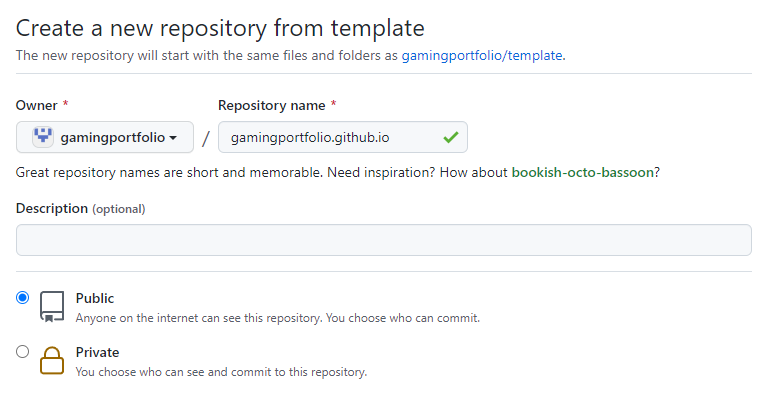 Create a new repository from template
The new repository will start with the same files and folders as gamingportfolio/template.
Owner * Repository name *
gamingportfolio / gamingportfolio.github.io
Great repository names are short and memorable. Need inspiration? How about bookish-octo-bassoon?
Description (optional)
Public
Anyone on the internet can see this repository. You choose who can commit.
Private
You choose who can see and commit to this repository.